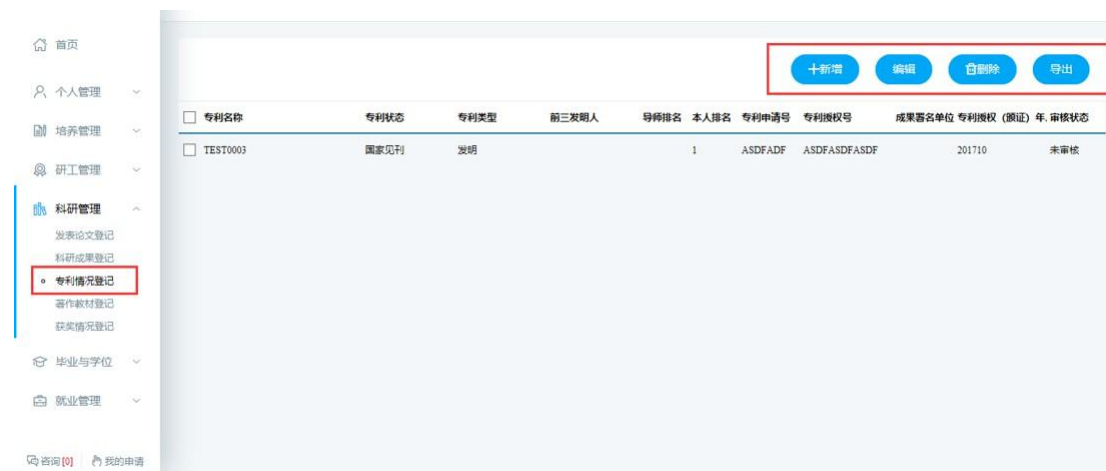 首页
个人管理
培养管理
研工管理
科研管理
发表论文登记
科研成果登记
专利情况登记
著作教材登记
获奖情况登记
毕业与学位
就业管理
咨询[0] 我的申请
十新增 编辑 删除 导出
专利名称 专利状态 专利类型 前三发明人 导师排名 本人排名 专利申请号 专利授权号 成果署名单位 专利授权（颁证）年. 审核状态
TEST0003 国家见刊 发明 1 ASDFADF ASDFASDFASDF 201710 未审核